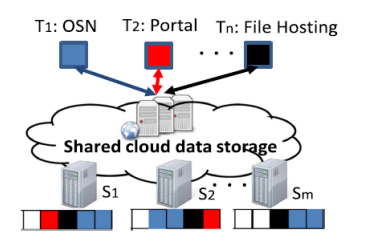 T1: OSN T2: Portal ··· Tn: File Hosting
Shared cloud data storage
S1 S2 ··· Sm